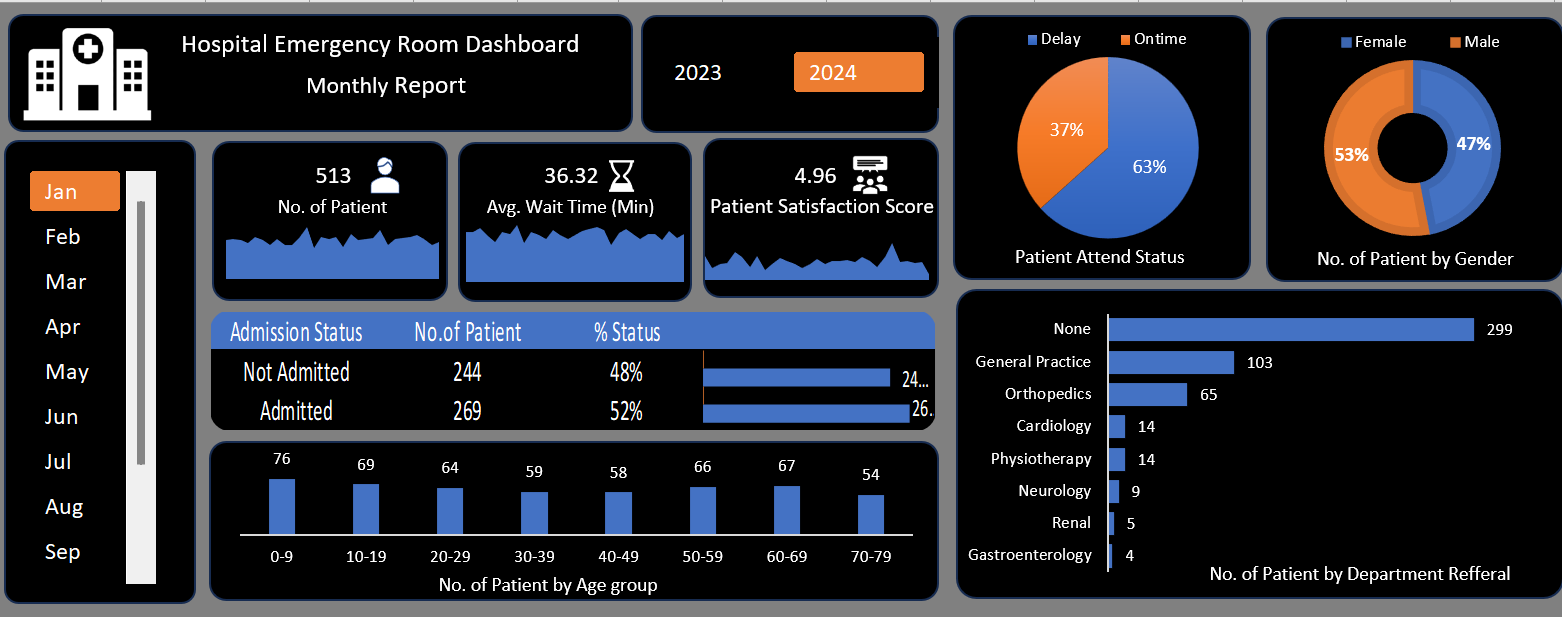 Hospital Emergency Room Dashboard
Monthly Report
2023
2024
Jan
Feb
Mar
Apr
May
Jun
Jul
Aug
Sep
513
No. of Patient
36.32
Avg. Wait Time (Min)
4.96
Patient Satisfaction Score
Delay Ontime
37%
63%
Patient Attend Status
Female Male
53%
47%
No. of Patient by Gender
Admission Status No.of Patient % Status
Not Admitted 244 48% 24...
Admitted 269 52% 26..
76 69 64 59 58 66 67 54
0-9 10-19 20-29 30-39 40-49 50-59 60-69 70-79
No. of Patient by Age group
None 299
General Practice 103
Orthopedics 65
Cardiology 14
Physiotherapy 14
Neurology 9
Renal 5
Gastroenterology 4
No. of Patient by Department Refferal